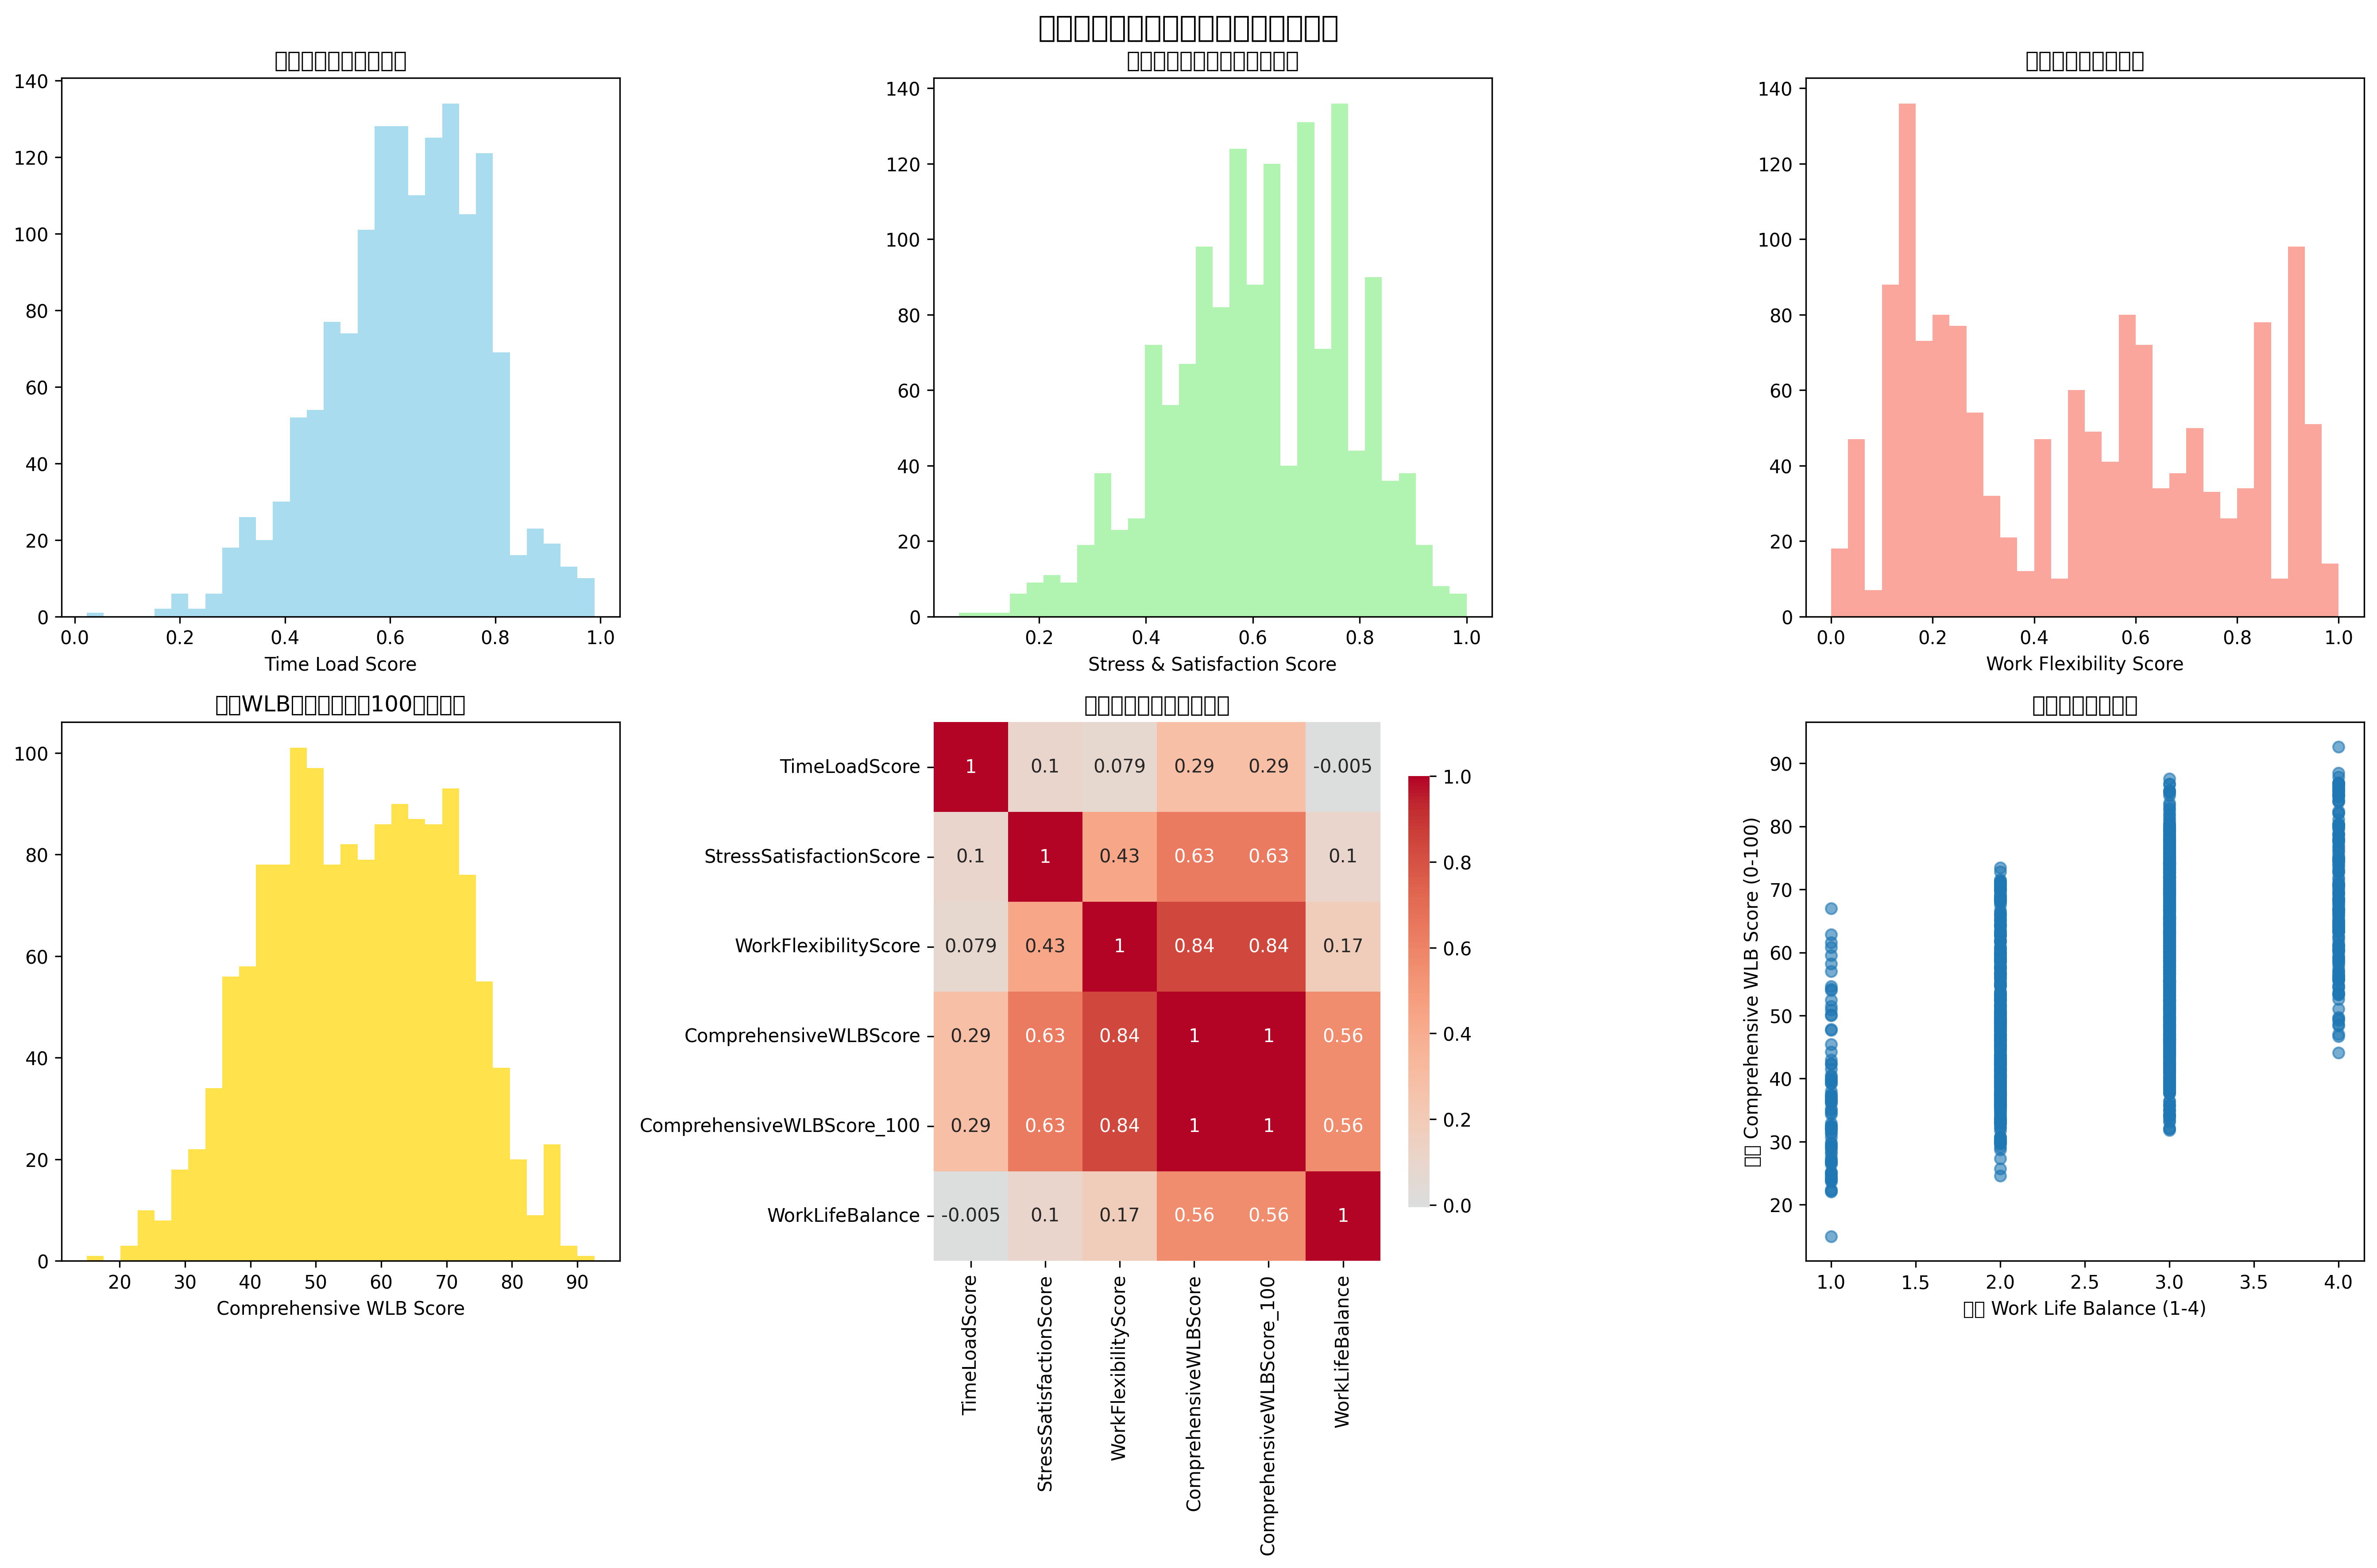 140
120
100
80
60
40
20
0
0.0 0.2 0.4 0.6 0.8 1.0
Time Load Score
140
120
100
80
60
40
20
0
0.2 0.4 0.6 0.8 1.0
Stress & Satisfaction Score
140
120
100
80
60
40
20
0
0.0 0.2 0.4 0.6 0.8 1.0
Work Flexibility Score
WLB 100
100
80
60
40
20
0
20 30 40 50 60 70 80 90
Comprehensive WLB Score
TimeLoadScore 1 0.1 0.079 0.29 0.29 -0.005
StressSatisfactionScore 0.1 1 0.43 0.63 0.63 0.1
WorkFlexibilityScore 0.079 0.43 1 0.84 0.84 0.17
ComprehensiveWLBScore 0.29 0.63 0.84 1 1 0.56
ComprehensiveWLBScore_100 0.29 0.63 0.84 1 1 0.56
WorkLifeBalance -0.005 0.1 0.17 0.56 0.56 1
TimeLoadScore
StressSatisfactionScore
WorkFlexibilityScore
ComprehensiveWLBScore
ComprehensiveWLBScore_100
WorkLifeBalance
1.0
0.8
0.6
0.4
0.2
0.0
Comprehensive WLB Score (0-100)
90
80
70
60
50
40
30
20
1.0 1.5 2.0 2.5 3.0 3.5 4.0
Work Life Balance (1-4)